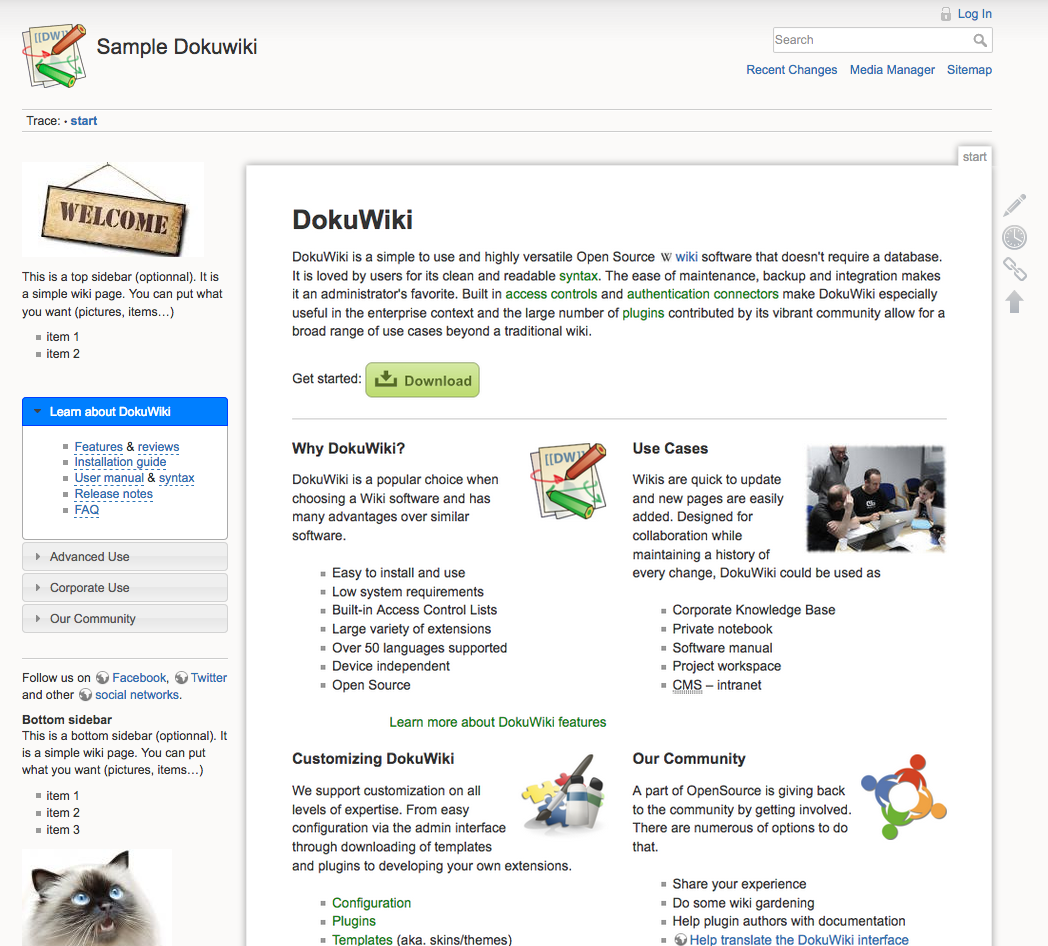 Log In
[[DW]]
Sample Dokuwiki
Search
Recent Changes Media Manager Sitemap
Trace: • start
start
WELCOME
This is a top sidebar (optionnal). It is
a simple wiki page. You can put what
you want (pictures, items…)
item 1
item 2
Learn about DokuWiki
Features & reviews
Installation guide
User manual & syntax
Release notes
FAQ
Advanced Use
Corporate Use
Our Community
Follow us on Facebook, Twitter
and other social networks.
Bottom sidebar
This is a bottom sidebar (optionnal). It
is a simple wiki page. You can put
what you want (pictures, items…)
item 1
item 2
item 3
DokuWiki
DokuWiki is a simple to use and highly versatile Open Source W wiki software that doesn't require a database.
It is loved by users for its clean and readable syntax. The ease of maintenance, backup and integration makes
it an administrator's favorite. Built in access controls and authentication connectors make DokuWiki especially
useful in the enterprise context and the large number of plugins contributed by its vibrant community allow for a
broad range of use cases beyond a traditional wiki.
Get started: Download
Why DokuWiki?
[[DW]]
DokuWiki is a popular choice when
choosing a Wiki software and has
many advantages over similar
software.
Easy to install and use
Low system requirements
Built-in Access Control Lists
Large variety of extensions
Over 50 languages supported
Device independent
Open Source
Use Cases
Wikis are quick to update
and new pages are easily
added. Designed for
collaboration while
maintaining a history of
every change, DokuWiki could be used as
Corporate Knowledge Base
Private notebook
Software manual
Project workspace
CMS – intranet
Learn more about DokuWiki features
Customizing DokuWiki
We support customization on all
levels of expertise. From easy
configuration via the admin interface
through downloading of templates
and plugins to developing your own extensions.
Configuration
Plugins
Templates (aka. skins/themes)
Our Community
A part of OpenSource is giving back
to the community by getting involved.
There are numerous of options to do
that.
Share your experience
Do some wiki gardening
Help plugin authors with documentation
Help translate the DokuWiki interface